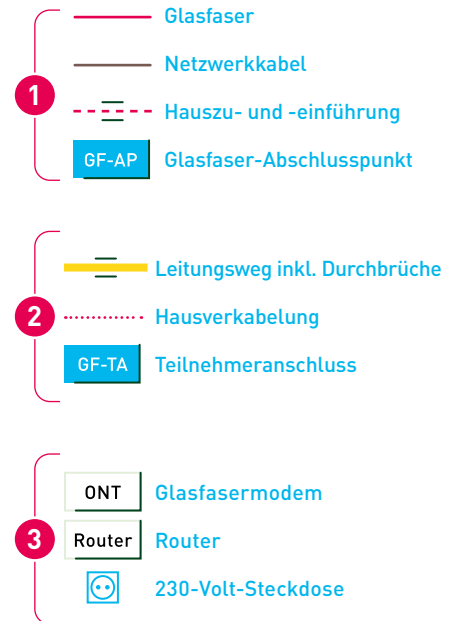 Glasfaser
Netzwerkkabel
1
Hauszu- und -einführung
GF-AP Glasfaser-Abschlusspunkt
Leitungsweg inkl. Durchbrüche
2 Hausverkabelung
GF-TA Teilnehmeranschluss
ONT Glasfasermodem
3 Router Router
230-Volt-Steckdose